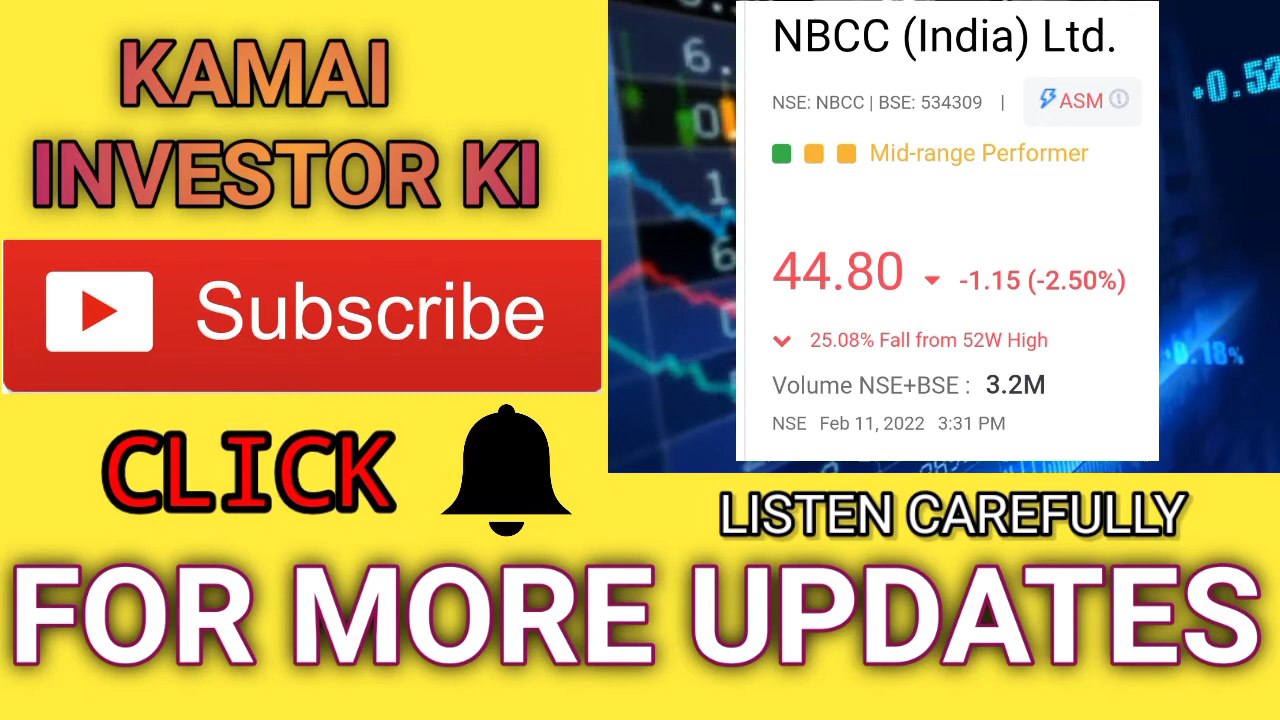 KAMAI
INVESTOR KI
Subscribe
CLICK
NBCC (India) Ltd.
NSE: NBCC | BSE: 534309 | ASM
Mid-range Performer
44.80 -1.15 (-2.50%)
25.08% Fall from 52W High
Volume NSE+BSE : 3.2M
NSE Feb 11, 2022 3:31 PM
+0.52
LISTEN CAREFULLY
FOR MORE UPDATES